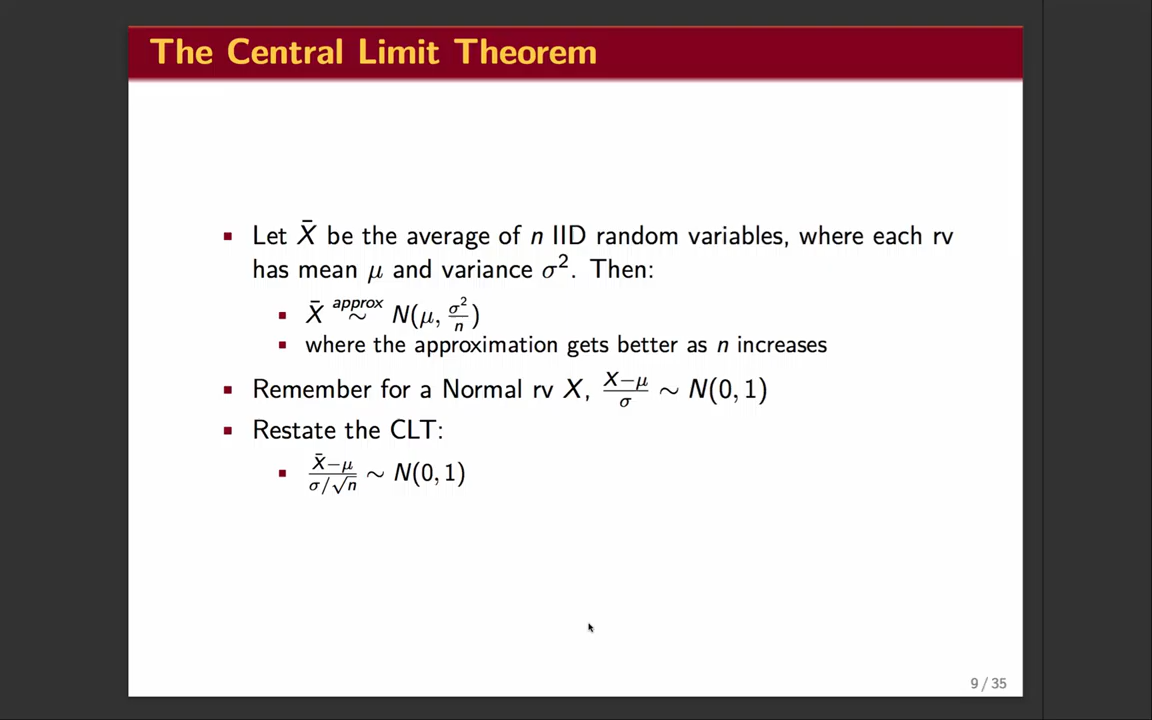 The Central Limit Theorem
Let X̄ be the average of n IID random variables, where each rv
has mean μ and variance σ². Then:
X̄ approx ∼ N(μ, σ²/n)
where the approximation gets better as n increases
Remember for a Normal rv X, (X−μ)/σ ∼ N(0, 1)
Restate the CLT:
(X̄−μ)/(σ/√n) ∼ N(0, 1)
9 / 35